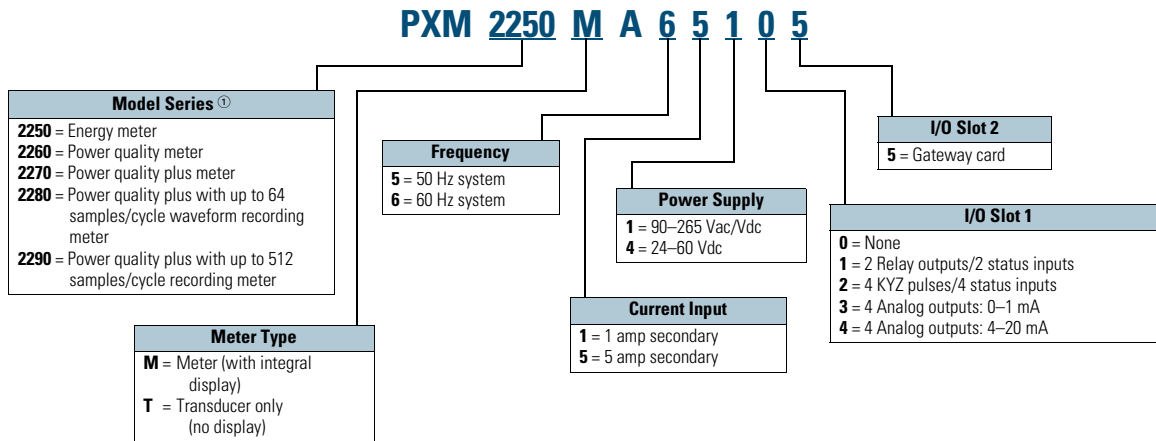 PXM 2250 M A 6 5 1 0 5
Model Series ①
2250 = Energy meter
2260 = Power quality meter
2270 = Power quality plus meter
2280 = Power quality plus with up to 64
samples/cycle waveform recording
meter
2290 = Power quality plus with up to 512
samples/cycle recording meter
Meter Type
M = Meter (with integral
display)
T = Transducer only
(no display)
Frequency
5 = 50 Hz system
6 = 60 Hz system
Current Input
1 = 1 amp secondary
5 = 5 amp secondary
Power Supply
1 = 90–265 Vac/Vdc
4 = 24–60 Vdc
I/O Slot 1
0 = None
1 = 2 Relay outputs/2 status inputs
2 = 4 KYZ pulses/4 status inputs
3 = 4 Analog outputs: 0–1 mA
4 = 4 Analog outputs: 4–20 mA
I/O Slot 2
5 = Gateway card